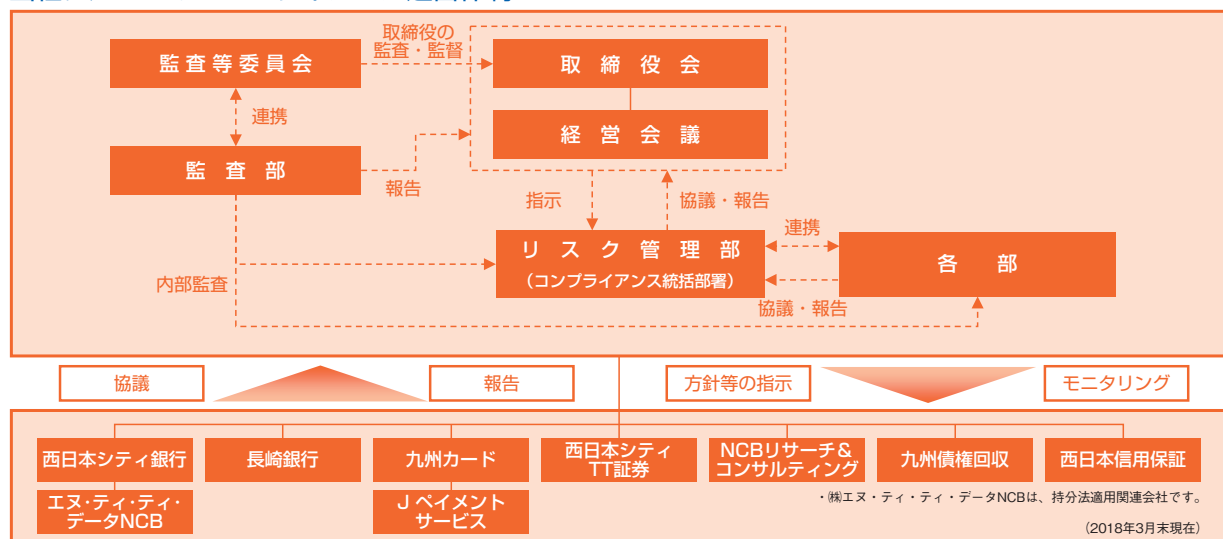 監査等委員会
取締役の
監査・監督
取締役会
連携
経営会議
監査部
報告
指示
協議・報告
リスク管理部
（コンプライアンス統括部署）
連携
各部
内部監査
協議・報告
協議
報告
方針等の指示
モニタリング
西日本シティ銀行
長崎銀行
九州カード
西日本シティ
TT証券
NCBリサーチ＆
コンサルティング
九州債権回収
西日本信用保証
エヌ・ティ・ティ・
データNCB
J ペイメント
サービス
・㈱エヌ・ティ・ティ・データNCBは、持分法適用関連会社です。
（2018年3月末現在）